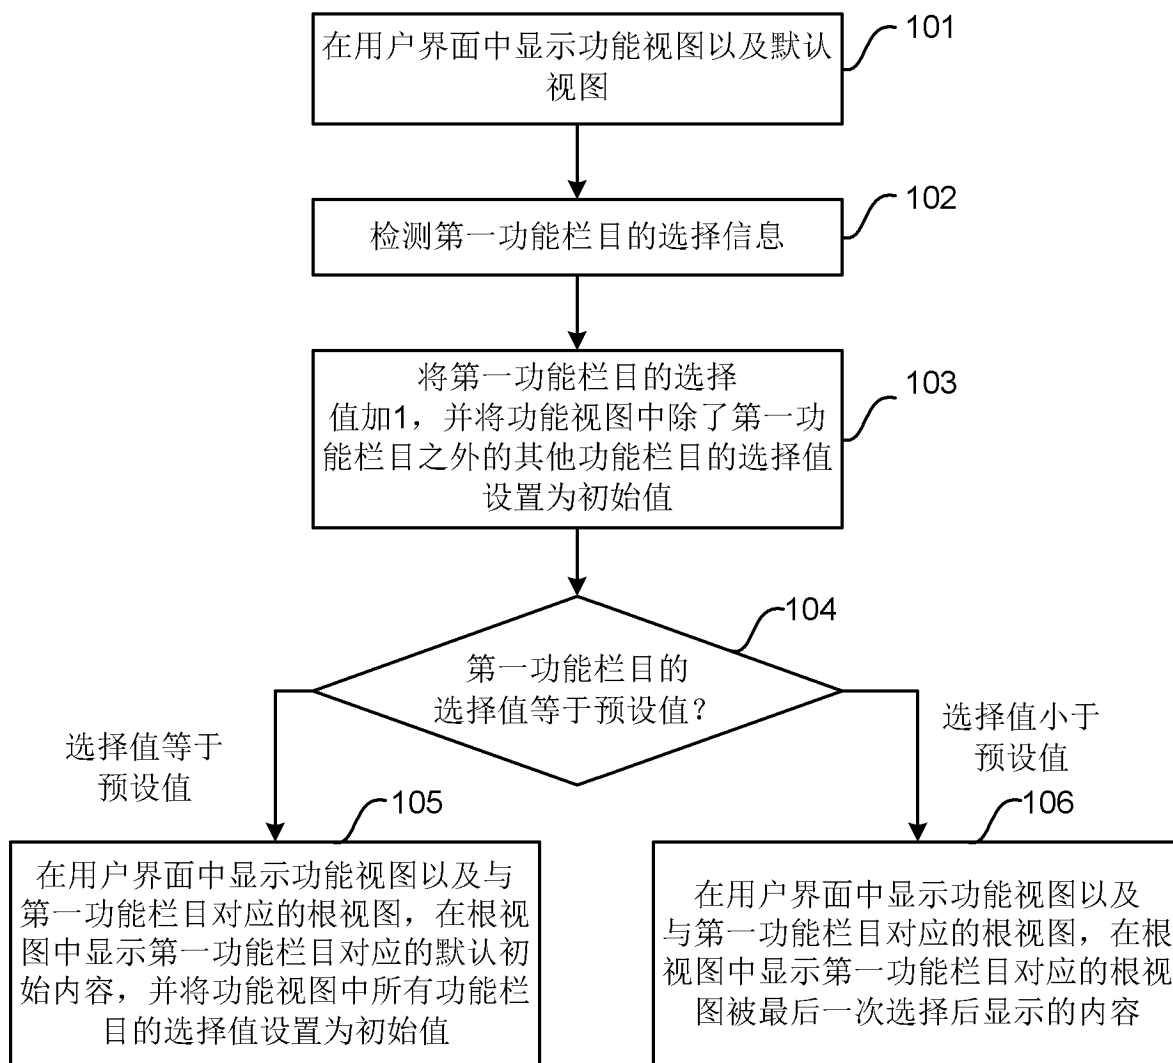 在用户界面中显示功能视图以及默认
视图
101
检测第一功能栏目的选择信息
102
将第一功能栏目的选择
值加1，并将功能视图中除了第一功
能栏目之外的其他功能栏目的选择值
设置为初始值
103
第一功能栏目的
选择值等于预设值？
104
选择值等于
预设值
选择值小于
预设值
105
在用户界面中显示功能视图以及与
第一功能栏目对应的根视图，在根视
图中显示第一功能栏目对应的默认初
始内容，并将功能视图中所有功能栏
目的选择值设置为初始值
106
在用户界面中显示功能视图以及
与第一功能栏目对应的根视图，在根
视图中显示第一功能栏目对应的根视
图被最后一次选择后显示的内容